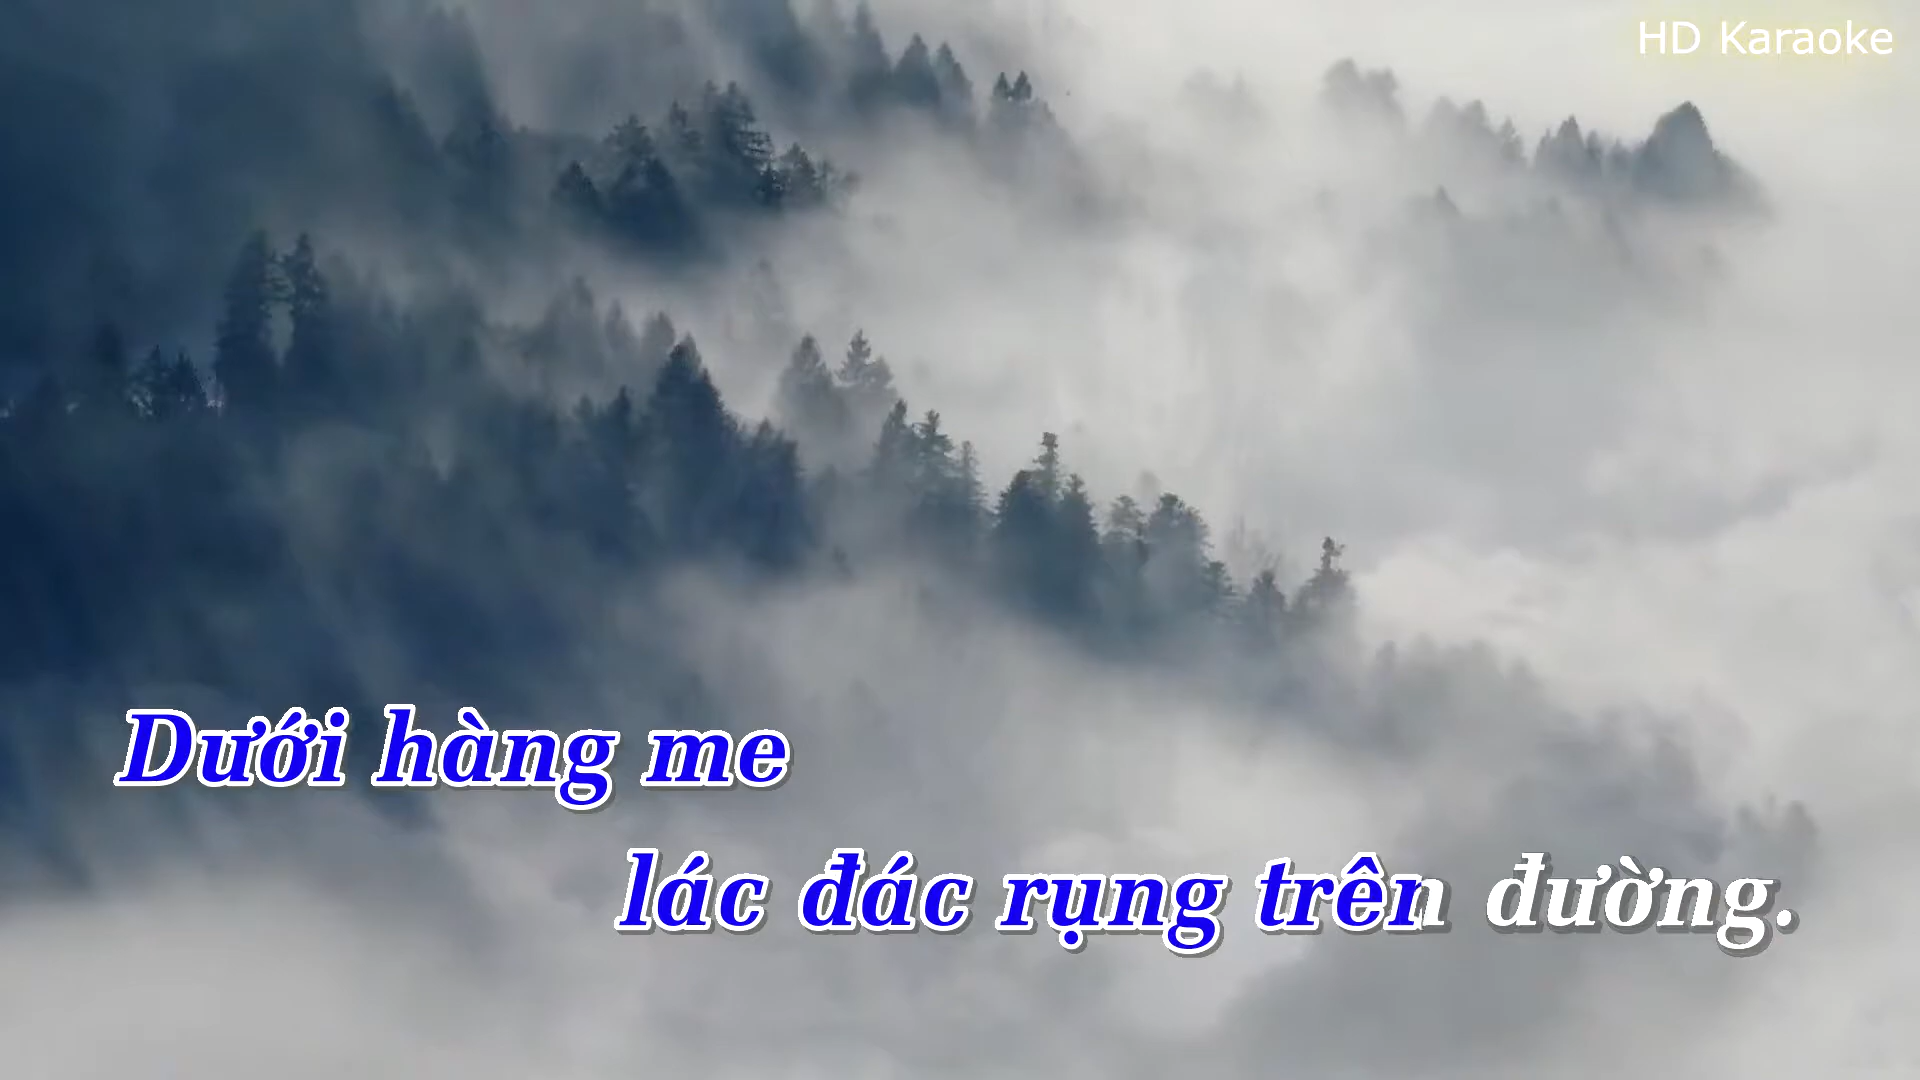 HD Karaoke
Dưới hàng me
lác đác rụng trên đường.